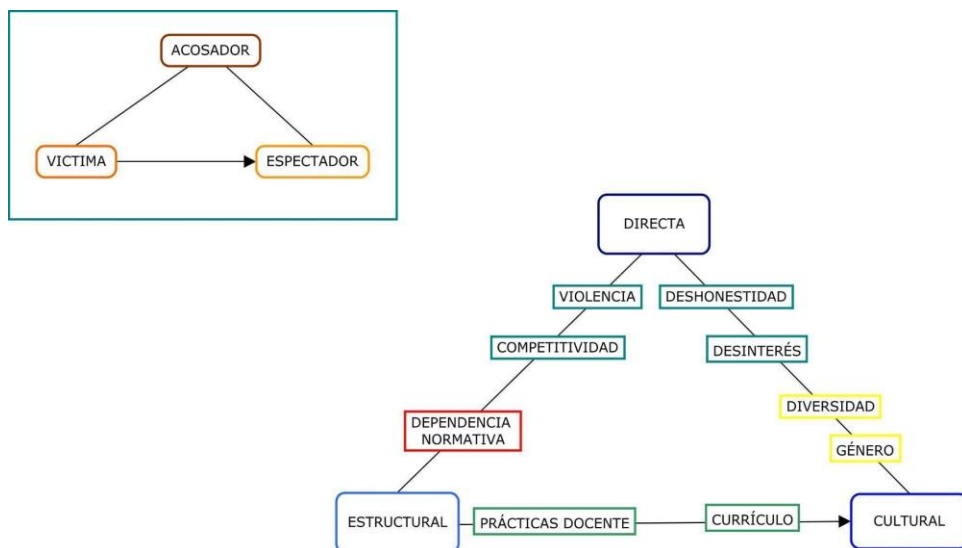 ACOSADOR
VICTIMA
ESPECTADOR
DIRECTA
VIOLENCIA
DESHONESTIDAD
COMPETITIVIDAD
DESINTERÉS
DIVERSIDAD
DEPENDENCIA
NORMATIVA
GÉNERO
ESTRUCTURAL
PRÁCTICAS DOCENTE
CURRÍCULO
CULTURAL